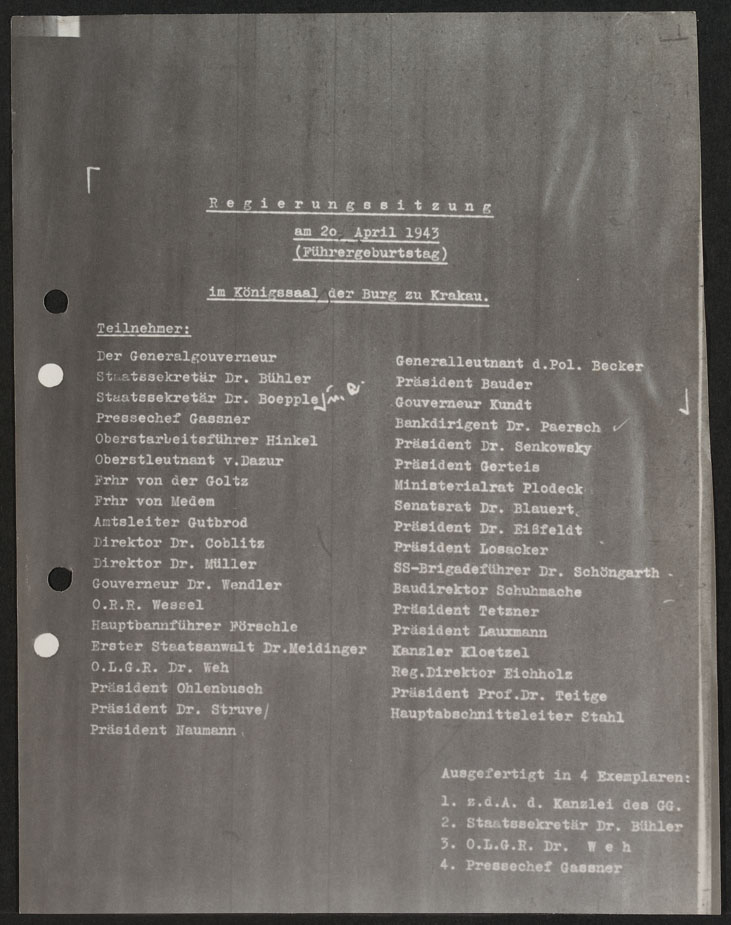 Regierungssitzung
am 2o. April 1943
(Führergeburtstag)
im Königssaal der Burg zu Krakau.
Teilnehmer:
Der Generalgouverneur
Staatssekretär Dr. Bühler
Staatssekretär Dr. Boepple
Pressechef Gassner
Oberstarbeitsführer Hinkel
Oberstleutnant v.Dazur
Frhr von der Goltz
Frhr von Medem
Amtsleiter Gutbrod
Direktor Dr. Coblitz
Direktor Dr. Müller
Gouverneur Dr. Wendler
O.R.R. Wessel
Hauptbannführer Förschle
Erster Staatsanwalt Dr.Meidinger
O.L.G.R. Dr. Weh
Präsident Ohlenbusch
Präsident Dr. Struve/
Präsident Naumann
Generalleutnant d.Pol. Becker
Präsident Bauder
Gouverneur Kundt
Bankdirigent Dr. Paersch
Präsident Dr. Senkowsky
Präsident Gerteis
Ministerialrat Plodeck
Senatsrat Dr. Blauert
Präsident Dr. Eißfeldt
Präsident Losacker
SS-Brigadeführer Dr. Schöngarth
Baudirektor Schuhmache
Präsident Tetzner
Präsident Lauxmann
Kanzler Kloetzel
Reg.Direktor Eichholz
Präsident Prof.Dr. Teitge
Hauptabschnittsleiter Stahl
Ausgefertigt in 4 Exemplaren:
1. z.d.A. d. Kanzlei des GG.
2. Staatssekretär Dr. Bühler
3. O.L.G.R. Dr. Weh
4. Pressechef Gassner